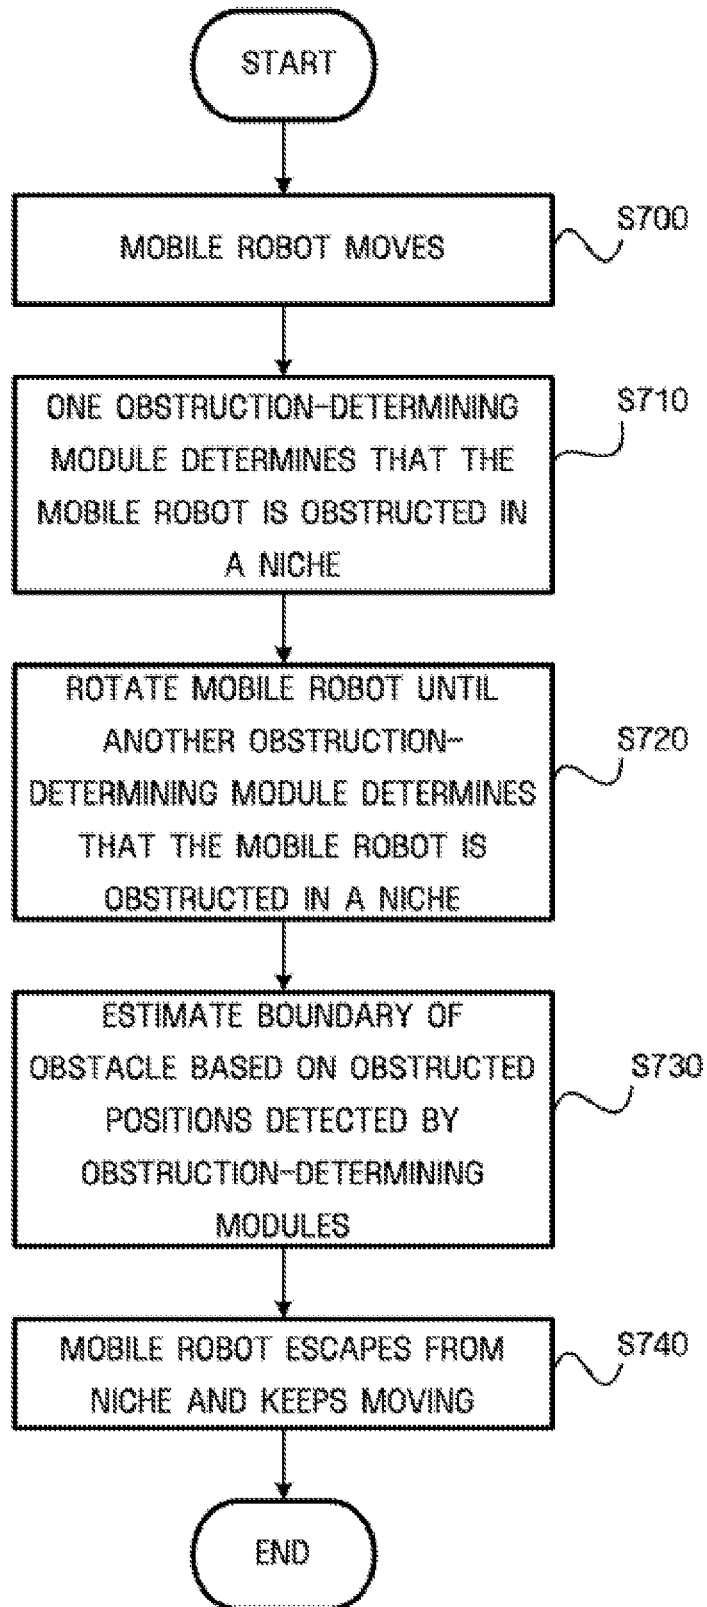 START
MOBILE ROBOT MOVES
S700
ONE OBSTRUCTION-DETERMINING
MODULE DETERMINES THAT THE
MOBILE ROBOT IS OBSTRUCTED IN
A NICHE
S710
ROTATE MOBILE ROBOT UNTIL
ANOTHER OBSTRUCTION-
DETERMINING MODULE DETERMINES
THAT THE MOBILE ROBOT IS
OBSTRUCTED IN A NICHE
S720
ESTIMATE BOUNDARY OF
OBSTACLE BASED ON OBSTRUCTED
POSITIONS DETECTED BY
OBSTRUCTION-DETERMINING
MODULES
S730
MOBILE ROBOT ESCAPES FROM
NICHE AND KEEPS MOVING
S740
END